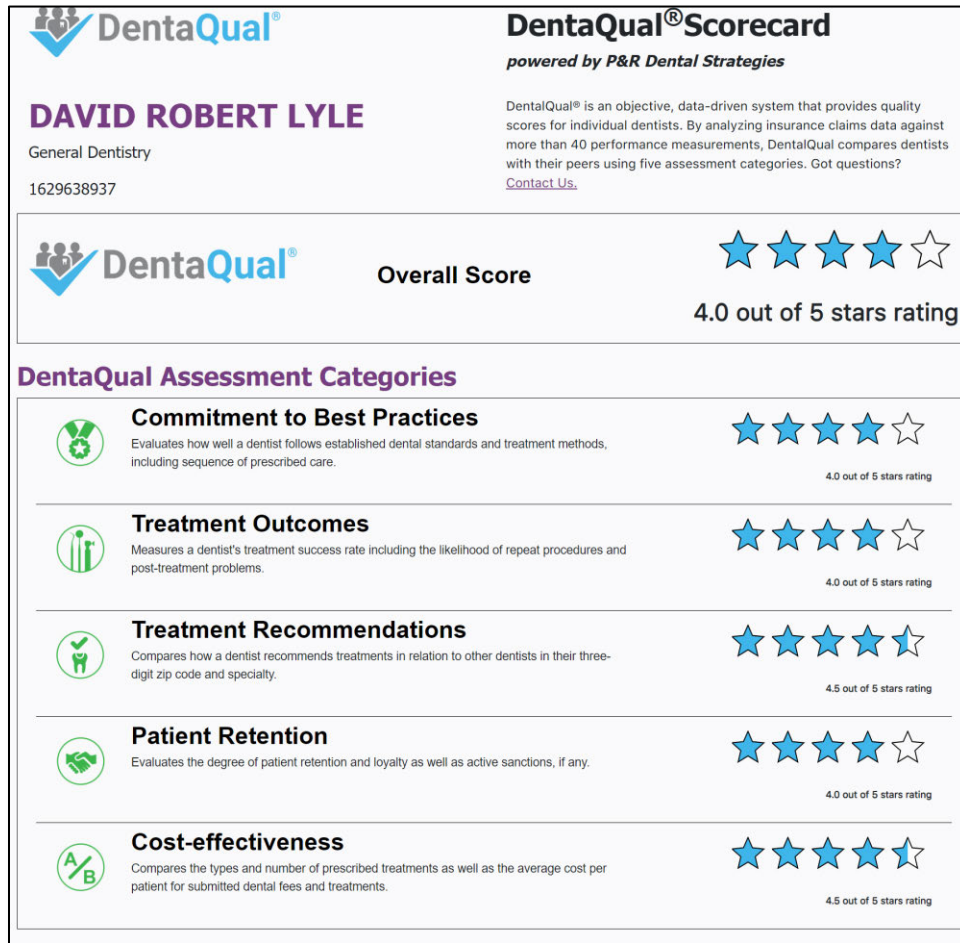 DentaQual®
DentaQual®Scorecard
powered by P&R Dental Strategies
DAVID ROBERT LYLE
General Dentistry
1629638937
DentalQual® is an objective, data-driven system that provides quality
scores for individual dentists. By analyzing insurance claims data against
more than 40 performance measurements, DentalQual compares dentists
with their peers using five assessment categories. Got questions?
Contact Us.
DentaQual®
Overall Score
4.0 out of 5 stars rating
DentaQual Assessment Categories
Commitment to Best Practices
Evaluates how well a dentist follows established dental standards and treatment methods,
including sequence of prescribed care.
4.0 out of 5 stars rating
Treatment Outcomes
Measures a dentist's treatment success rate including the likelihood of repeat procedures and
post-treatment problems.
4.0 out of 5 stars rating
Treatment Recommendations
Compares how a dentist recommends treatments in relation to other dentists in their three-
digit zip code and specialty.
4.5 out of 5 stars rating
Patient Retention
Evaluates the degree of patient retention and loyalty as well as active sanctions, if any.
4.0 out of 5 stars rating
A/B
Cost-effectiveness
Compares the types and number of prescribed treatments as well as the average cost per
patient for submitted dental fees and treatments.
4.5 out of 5 stars rating